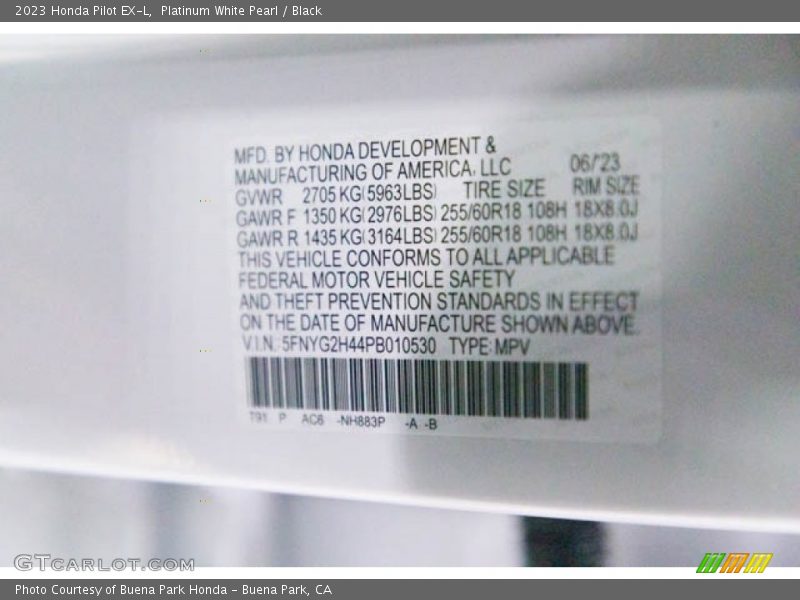 2023 Honda Pilot EX-L, Platinum White Pearl / Black
MFD. BY HONDA DEVELOPMENT &
MANUFACTURING OF AMERICA, LLC 06/'23
GVWR 2705 KG(5963LBS) TIRE SIZE RIM SIZE
GAWR F 1350 KG(2976LBS) 255/60R18 108H 18X8.0J
GAWR R 1435 KG(3164LBS) 255/60R18 108H 18X8.0J
THIS VEHICLE CONFORMS TO ALL APPLICABLE
FEDERAL MOTOR VEHICLE SAFETY
AND THEFT PREVENTION STANDARDS IN EFFECT
ON THE DATE OF MANUFACTURE SHOWN ABOVE.
V.I.N. 5FNYG2H44PB010530 TYPE:MPV
T91 P AC6 -NH883P -A -B
GTCARLOT.COM
Photo Courtesy of Buena Park Honda - Buena Park, CA